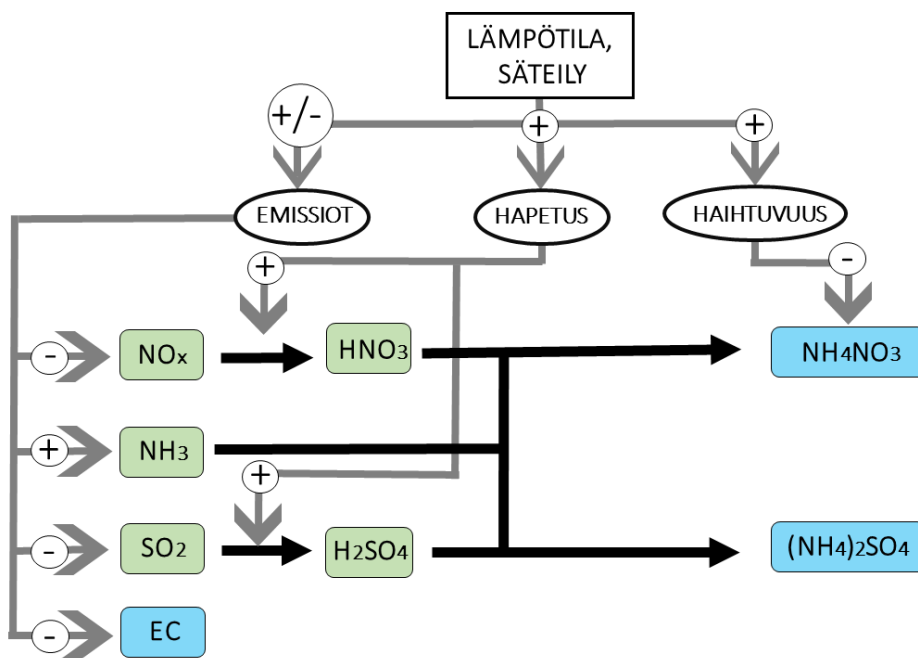 LÄMPÖTILA,
SÄTEILY
+/-
+
+
EMISSIOT
HAPETUS
HAIHTUVUUS
+
-
-
NOx
HNO3
NH4NO3
+
NH3
+
-
SO2
H2SO4
(NH4)2SO4
-
EC